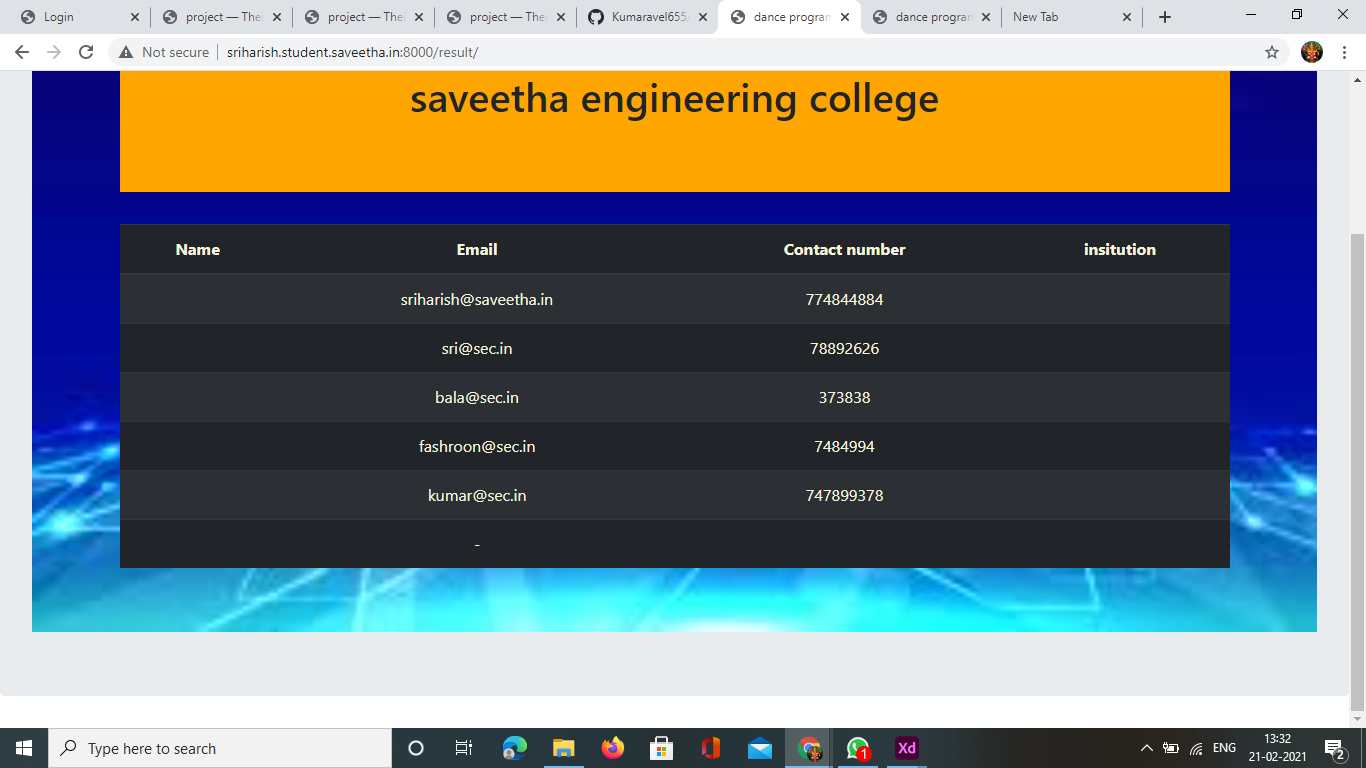 Login
project — The
project — The
project — The
Kumaravel655
dance program
dance program
New Tab
Not secure
sriharish.student.saveetha.in:8000/result/
saveetha engineering college
Name Email Contact number insitution
sriharish@saveetha.in 774844884
sri@sec.in 78892626
bala@sec.in 373838
fashroon@sec.in 7484994
kumar@sec.in 747899378
-
Type here to search
1
Xd
ENG
13:32
21-02-2021
2